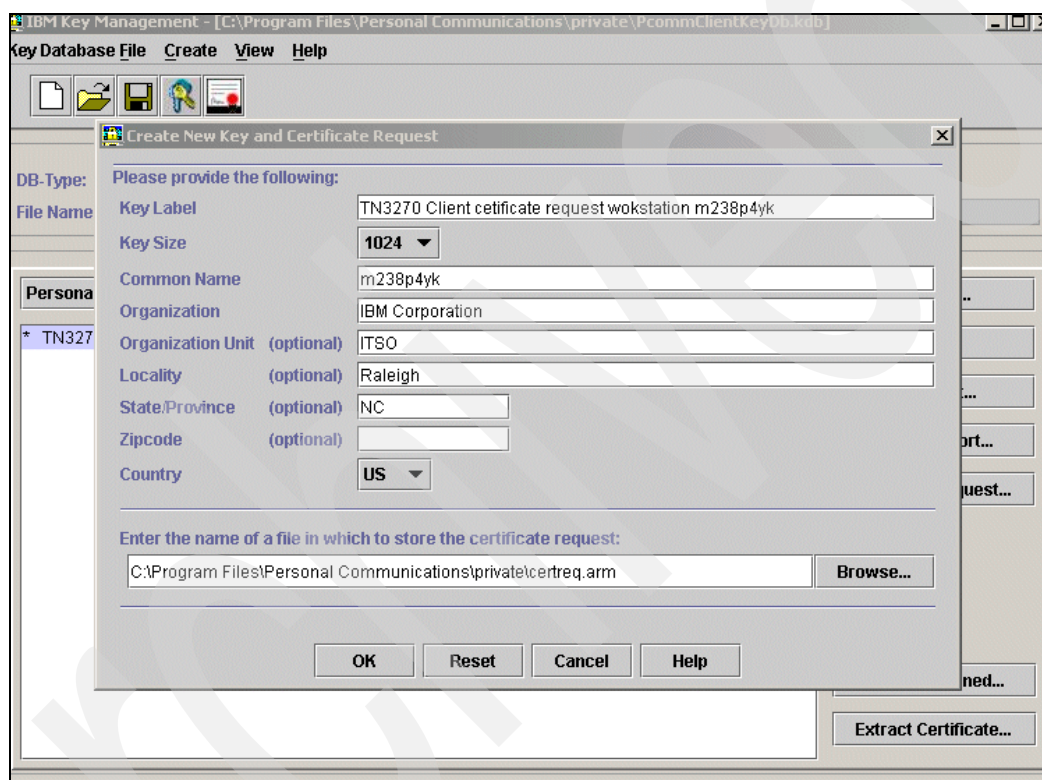 IBM Key Management - [C:\Program Files\Personal Communications\private\PcommClientKeyDb.kdb]
Key Database File Create View Help
Create New Key and Certificate Request
DB-Type:
File Name
Please provide the following:
Key Label TN3270 Client cetificate request wokstation m238p4yk
Key Size 1024
Common Name m238p4yk
Organization IBM Corporation
Organization Unit (optional) ITSO
Locality (optional) Raleigh
State/Province (optional) NC
Zipcode (optional)
Country US
Persona
* TN327
...
...
ort...
quest...
Enter the name of a file in which to store the certificate request:
C:\Program Files\Personal Communications\private\certreq.arm Browse...
OK Reset Cancel Help
ned...
Extract Certificate...